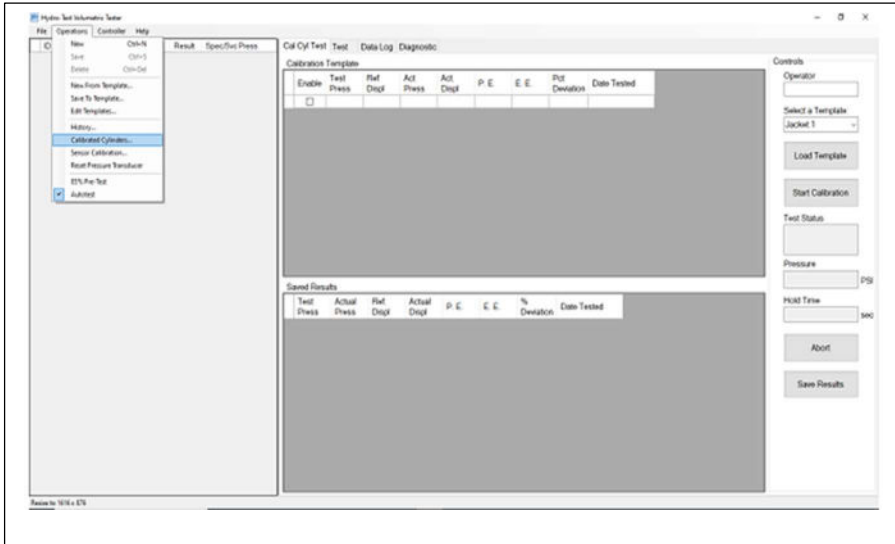 Hydro Test Volumetric Tester
File Operations Controller Help
New Ctrl+N
Save Ctrl+S
Delete Ctrl+Del
New From Template...
Save To Template...
Edit Templates...
History...
Calibrated Cylinders...
Sensor Calibration...
Reset Pressure Transducer
85% Pre-Test
Autotest
Result Spec/Svc Press
Cal Cyl Test Test Data Log Diagnostic
Calibration Template
Enable Test Press Ref Displ Act Press Act Displ P. E. E. E. Pct Deviation Date Tested
Saved Results
Test Press Actual Press Ref. Displ Actual Displ P. E. E. E. % Deviation Date Tested
Controls
Operator
Select a Template
Jacket 1
Load Template
Start Calibration
Test Status
Pressure
PSI
Hold Time
sec
Abort
Save Results
Resize to: 1616 x 876